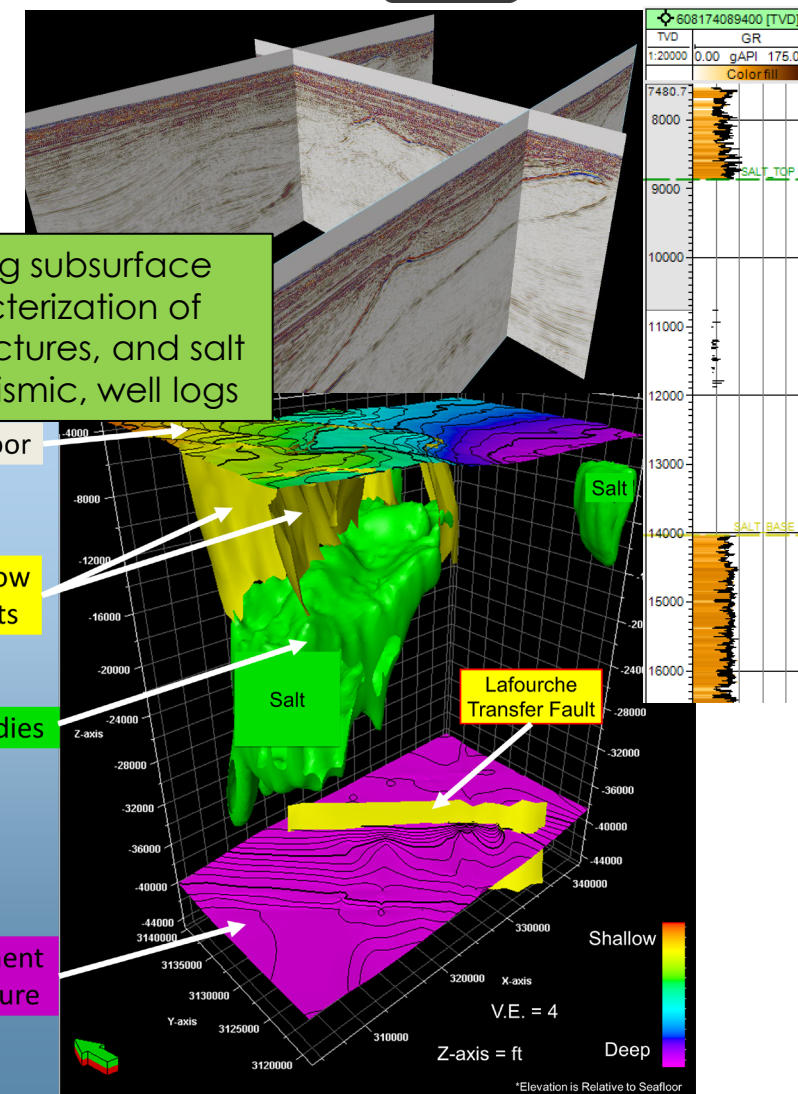 608174089400 [TVD]
TVD
GR
1:20000
0.00 gAPI 175.0
Color fill
7480.7
8000
SALT_TOP
9000
10000
11000
12000
13000
SALT_BASE
14000
15000
16000
g subsurface
cterization of
ctures, and salt
ismic, well logs
oor
ow
ts
dies
ent
ure
-4000
-8000
-12000
-16000
-20000
-24000
Z-axis
-28000
-32000
-36000
-40000
-44000
Salt
Salt
Lafourche
Transfer Fault
-20
-240
-28000
-32000
-36000
-40000
-44000
340000
330000
320000
X-axis
310000
3140000
3135000
3130000
Y-axis
3125000
3120000
V.E. = 4
Z-axis = ft
Shallow
Deep
*Elevation is Relative to Seafloor